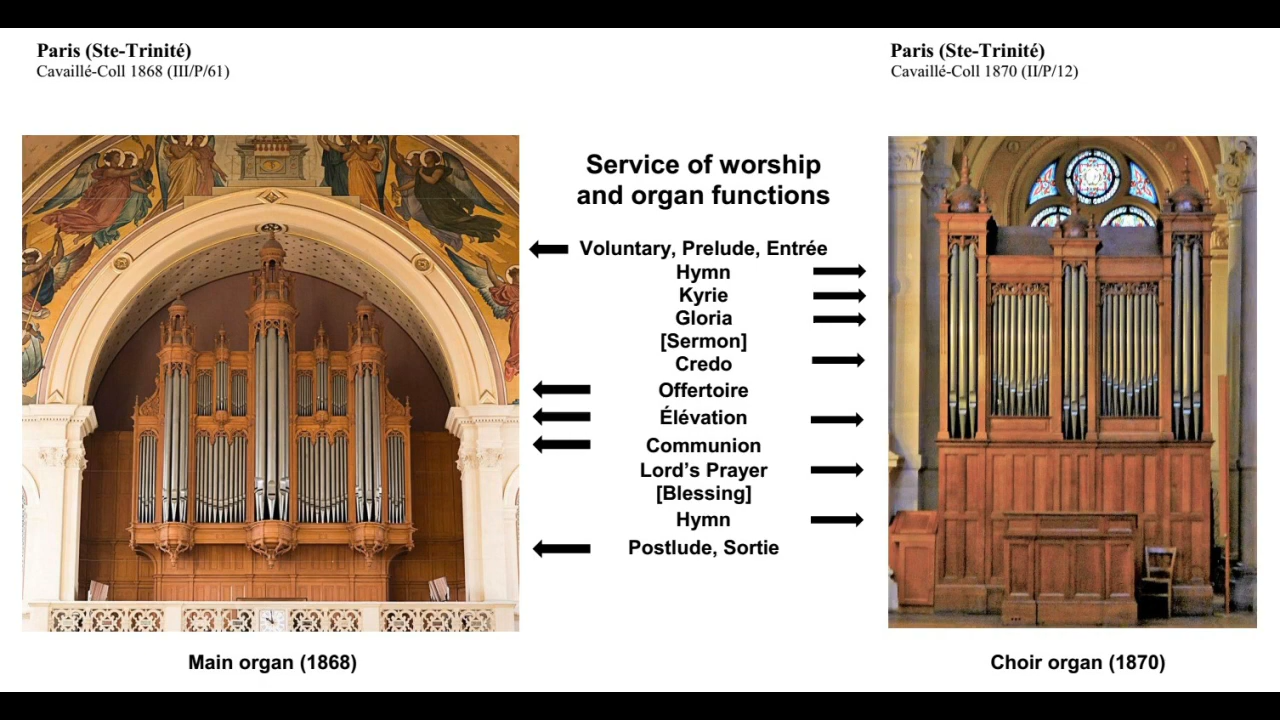 Paris (Ste-Trinité)
Cavaillé-Coll 1868 (III/P/61)
Paris (Ste-Trinité)
Cavaillé-Coll 1870 (II/P/12)
Service of worship
and organ functions
Voluntary, Prelude, Entrée
Hymn
Kyrie
Gloria
[Sermon]
Credo
Offertoire
Élévation
Communion
Lord's Prayer
[Blessing]
Hymn
Postlude, Sortie
Main organ (1868)
Choir organ (1870)